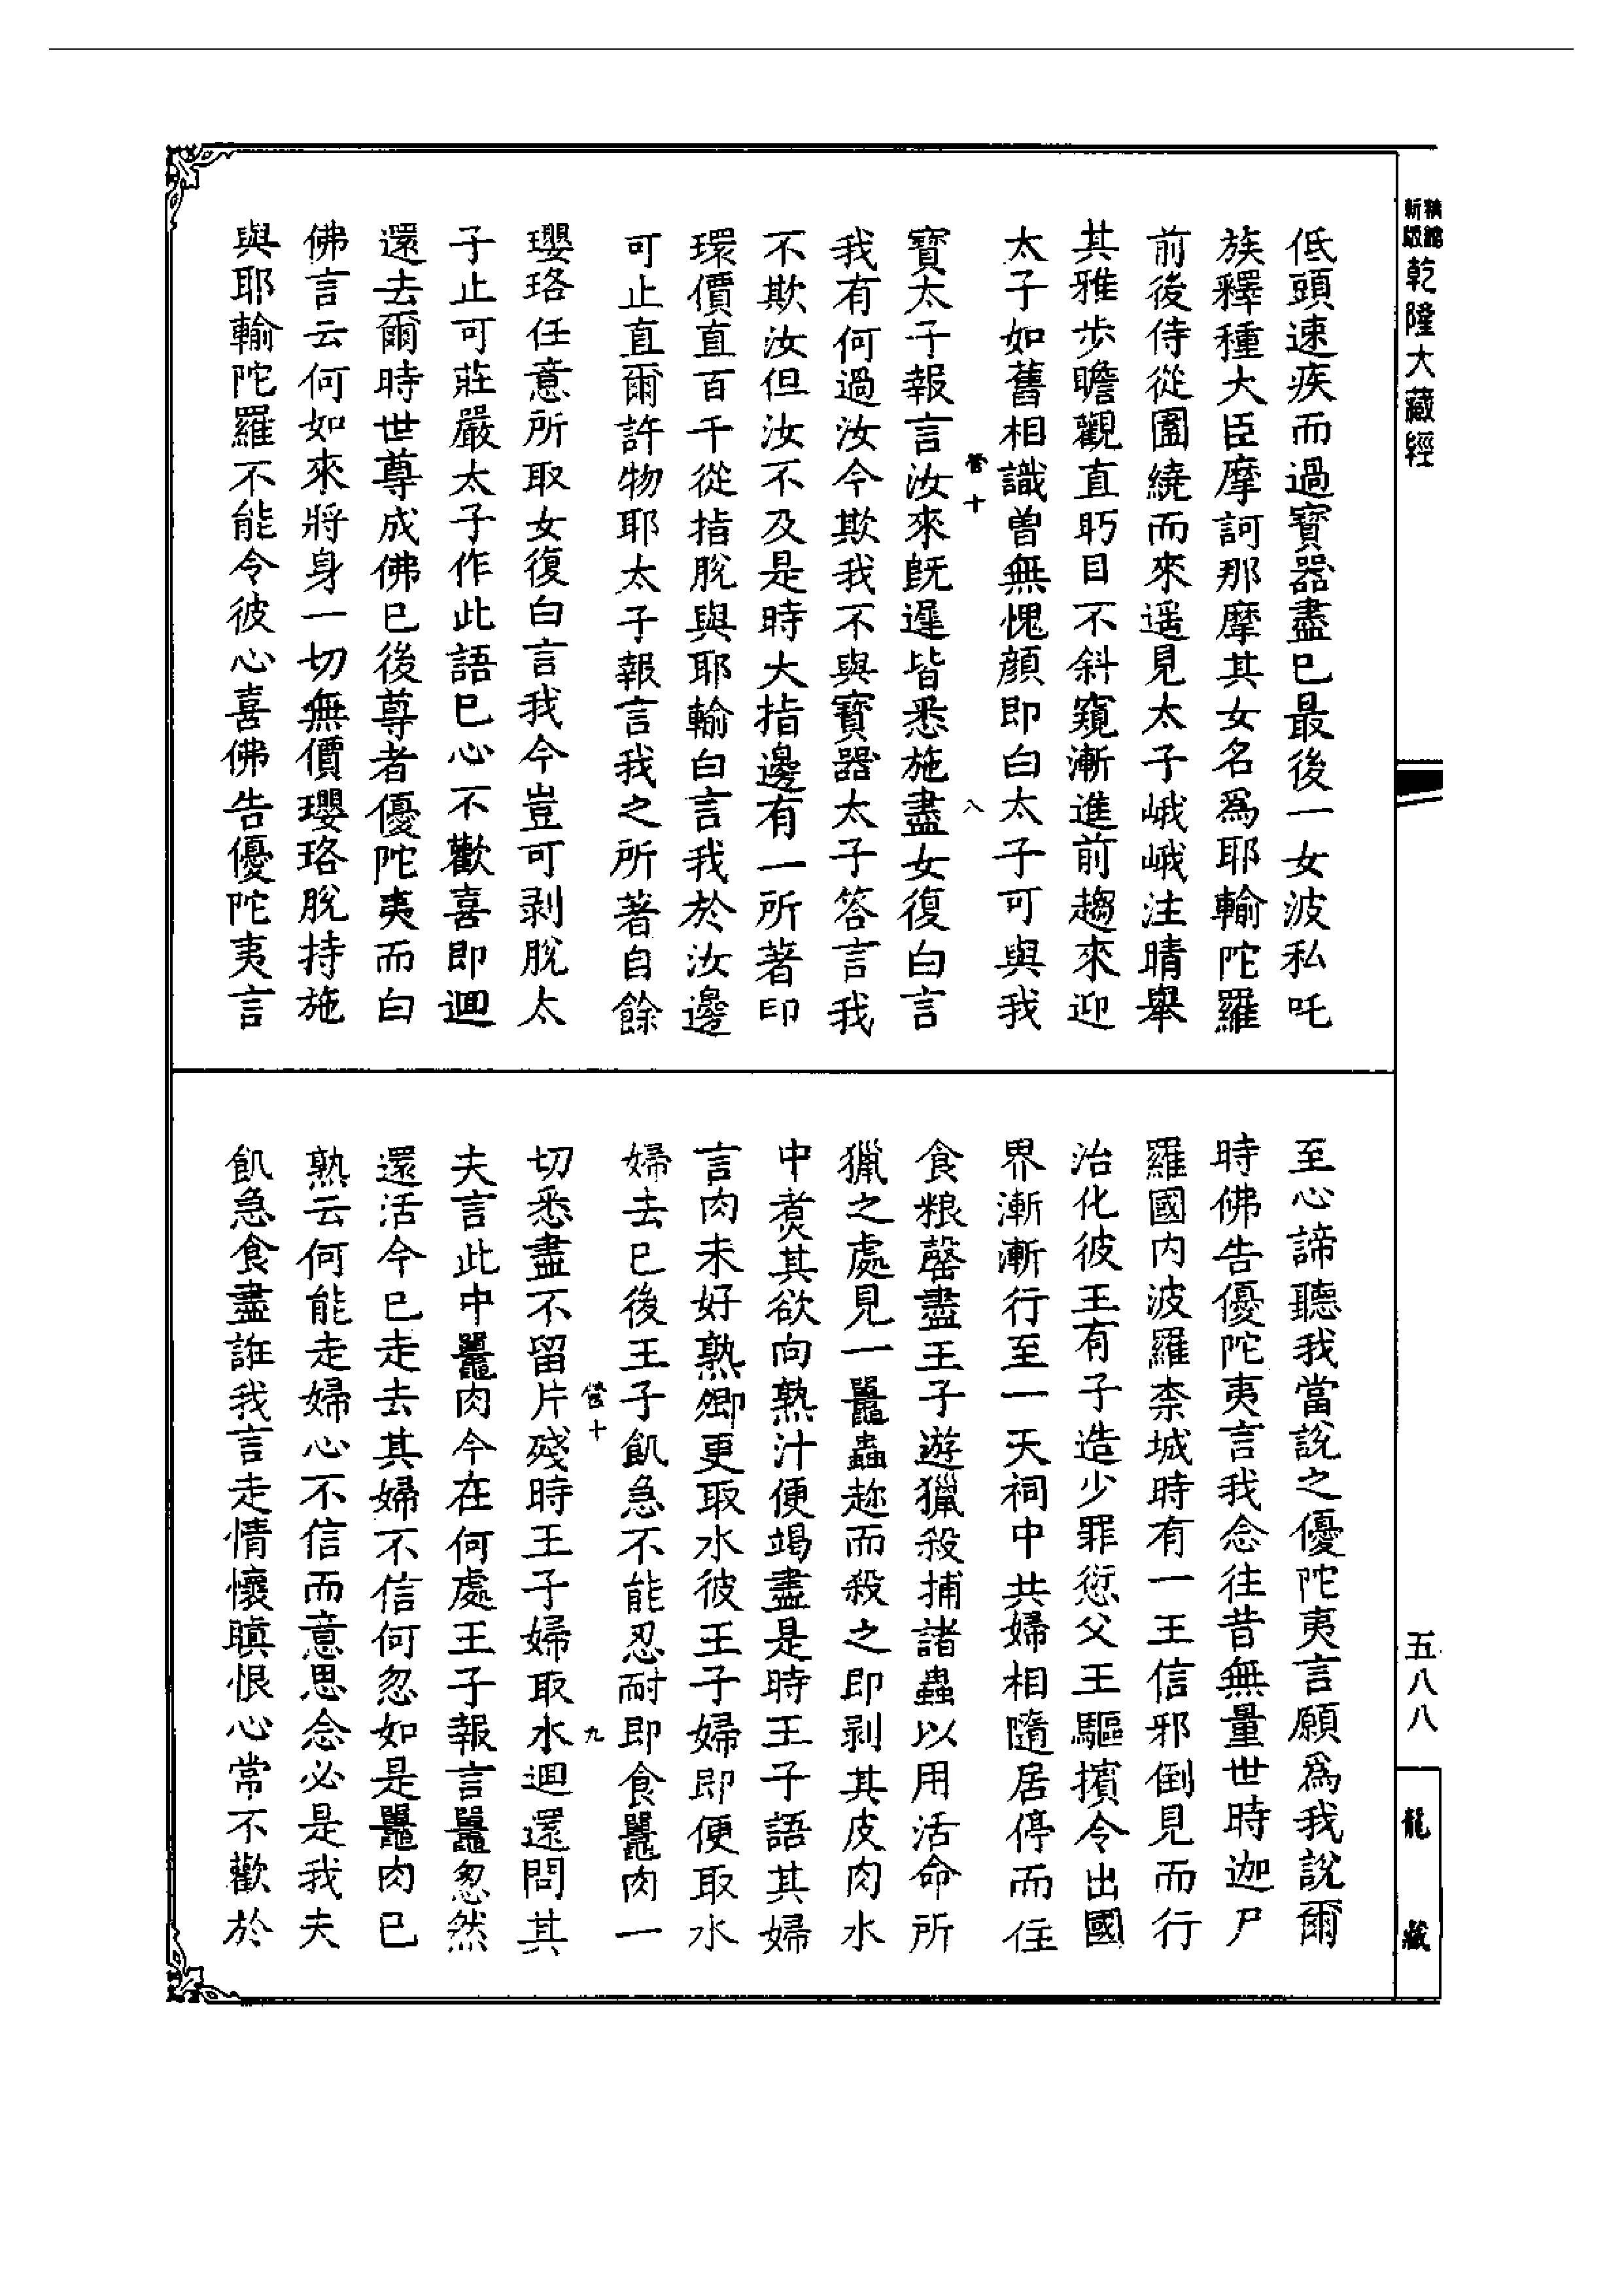 精繕
新版
乾隆大藏經
五八八
龍藏
低頭速疾而過寶器盡已最後一女波私吒
族釋種大臣摩訶那摩其女名爲耶輸陀羅
前後侍從圍繞而來遥見太子峨峨注睛舉
其雅步瞻觀直眄目不斜窺漸進前趨來迎
太子如舊相識曾無愧顏即白太子可與我
管十
八
寶太子報言汝來旣遲皆悉施盡女復白言
我有何過汝今欺我不與寶器太子答言我
不欺汝但汝不及是時大指邊有一所著印
環價直百千從指脫與耶輸白言我於汝邊
可止直爾許物耶太子報言我之所著自餘
瓔珞任意所取女復白言我今豈可剥脫太
子止可莊嚴太子作此語已心不歡喜即迴
還去爾時世尊成佛已後尊者優陀夷而白
佛言云何如來將身一切無價瓔珞脫持施
與耶輸陀羅不能令彼心喜佛告優陀夷言
至心諦聽我當說之優陀夷言願爲我說爾
時佛告優陀夷言我念往昔無量世時迦尸
羅國内波羅柰城時有一王信邪倒見而行
治化彼王有子造少罪愆父王驅擯令出國
界漸漸行至一天祠中共婦相隨居停而住
食粮罄盡王子遊獵殺捕諸蟲以用活命所
獵之處見一鼉蟲趂而殺之即剥其皮肉水
中煑其欲向熟汁便竭盡是時王子語其婦
言肉未好熟卿更取水彼王子婦即便取水
婦去已後王子飢急不能忍耐即食鼉肉一
管十
九
切悉盡不留片殘時王子婦取水迴還問其
夫言此中鼉肉今在何處王子報言鼉忽然
還活今已走去其婦不信何忽如是鼉肉已
熟云何能走婦心不信而意思念必是我夫
飢急食盡誑我言走情懷瞋恨心常不歡於